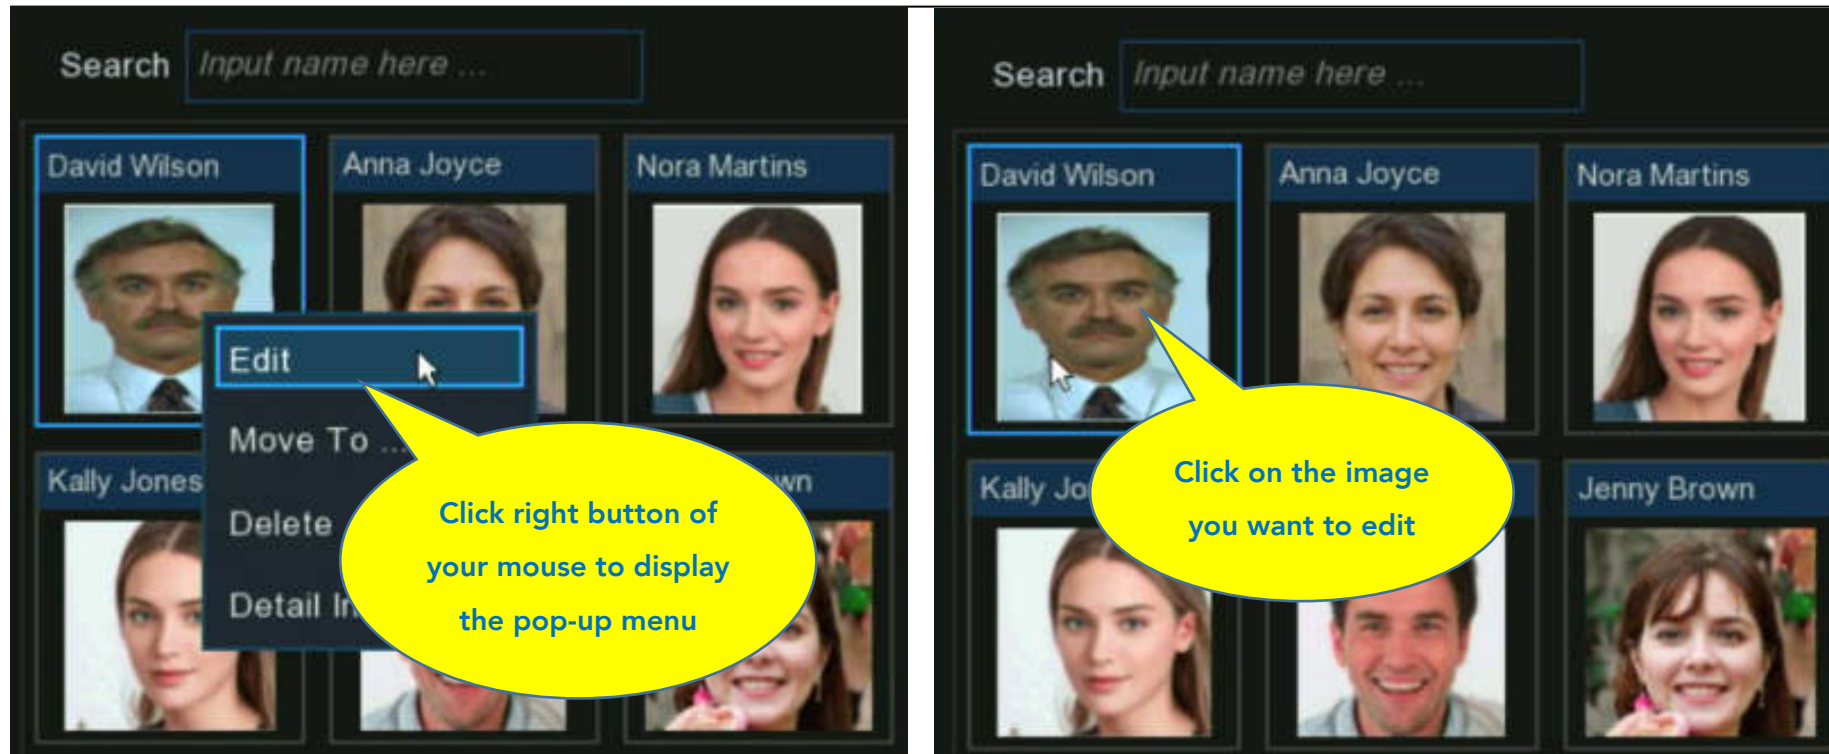 Search Input name here ...
David Wilson Anna Joyce Nora Martins
Edit
Move To ...
Kally Jones
Delete
Detail
Click right button of
your mouse to display
the pop-up menu
Search Input name here ...
David Wilson Anna Joyce Nora Martins
Kally Jenny Brown
Click on the image
you want to edit